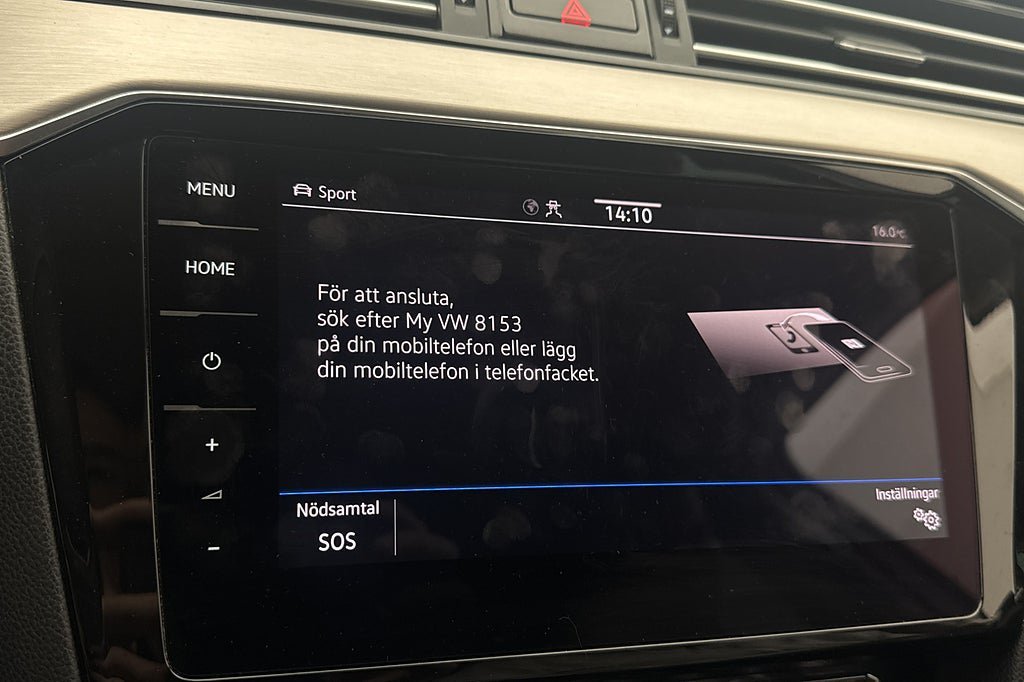 MENU
Sport
14:10
16.0°C
HOME
För att ansluta,
sök efter My VW 8153
på din mobiltelefon eller lägg
din mobiltelefon i telefonfacket.
+
-
Nödsamtal
SOS
Inställningar